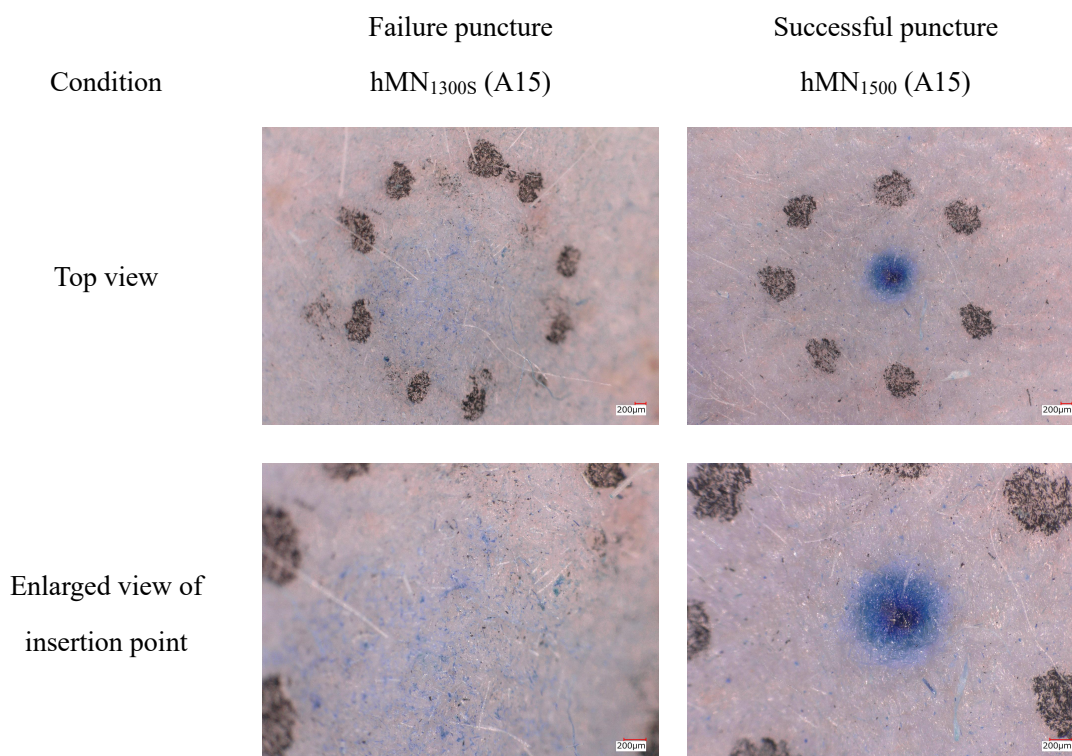 Failure puncture
Successful puncture
Condition
hMN1300S (A15)
hMN1500 (A15)
Top view
200μm
200μm
Enlarged view of
insertion point
200μm
200μm